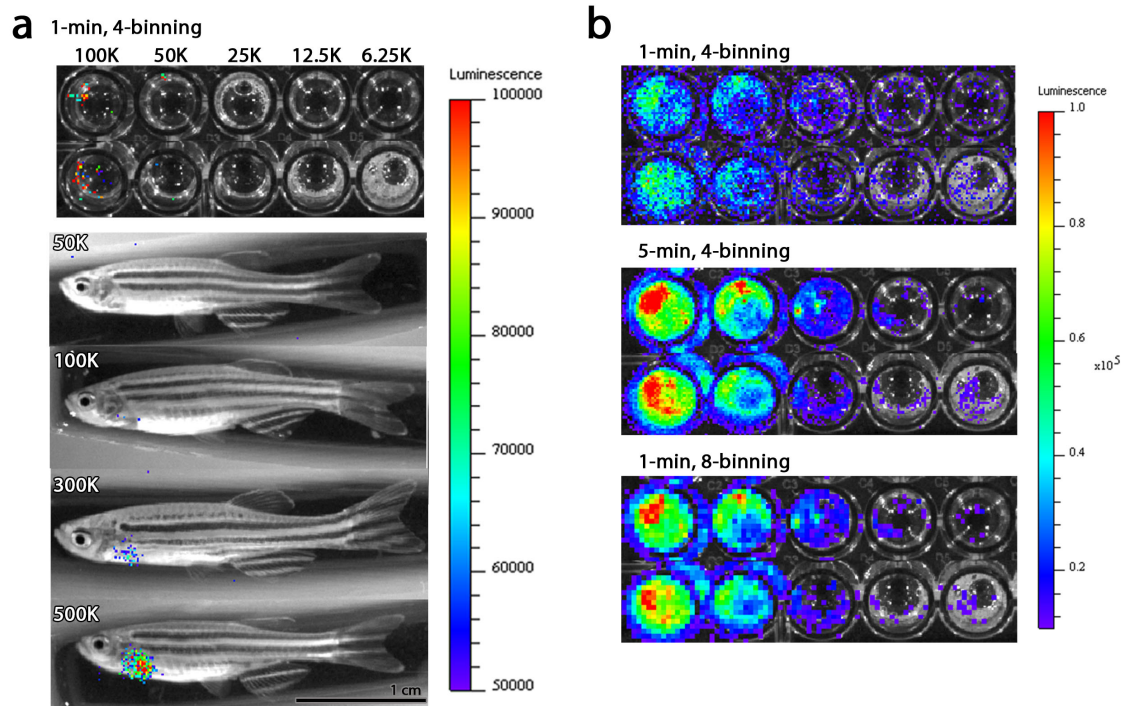 a
1-min, 4-binning
100K 50K 25K 12.5K 6.25K
Luminescence
100000
90000
80000
70000
60000
50000
50K
100K
300K
500K
1 cm
b
1-min, 4-binning
5-min, 4-binning
1-min, 8-binning
Luminescence
1.0
0.8
0.6
x10⁵
0.4
0.2